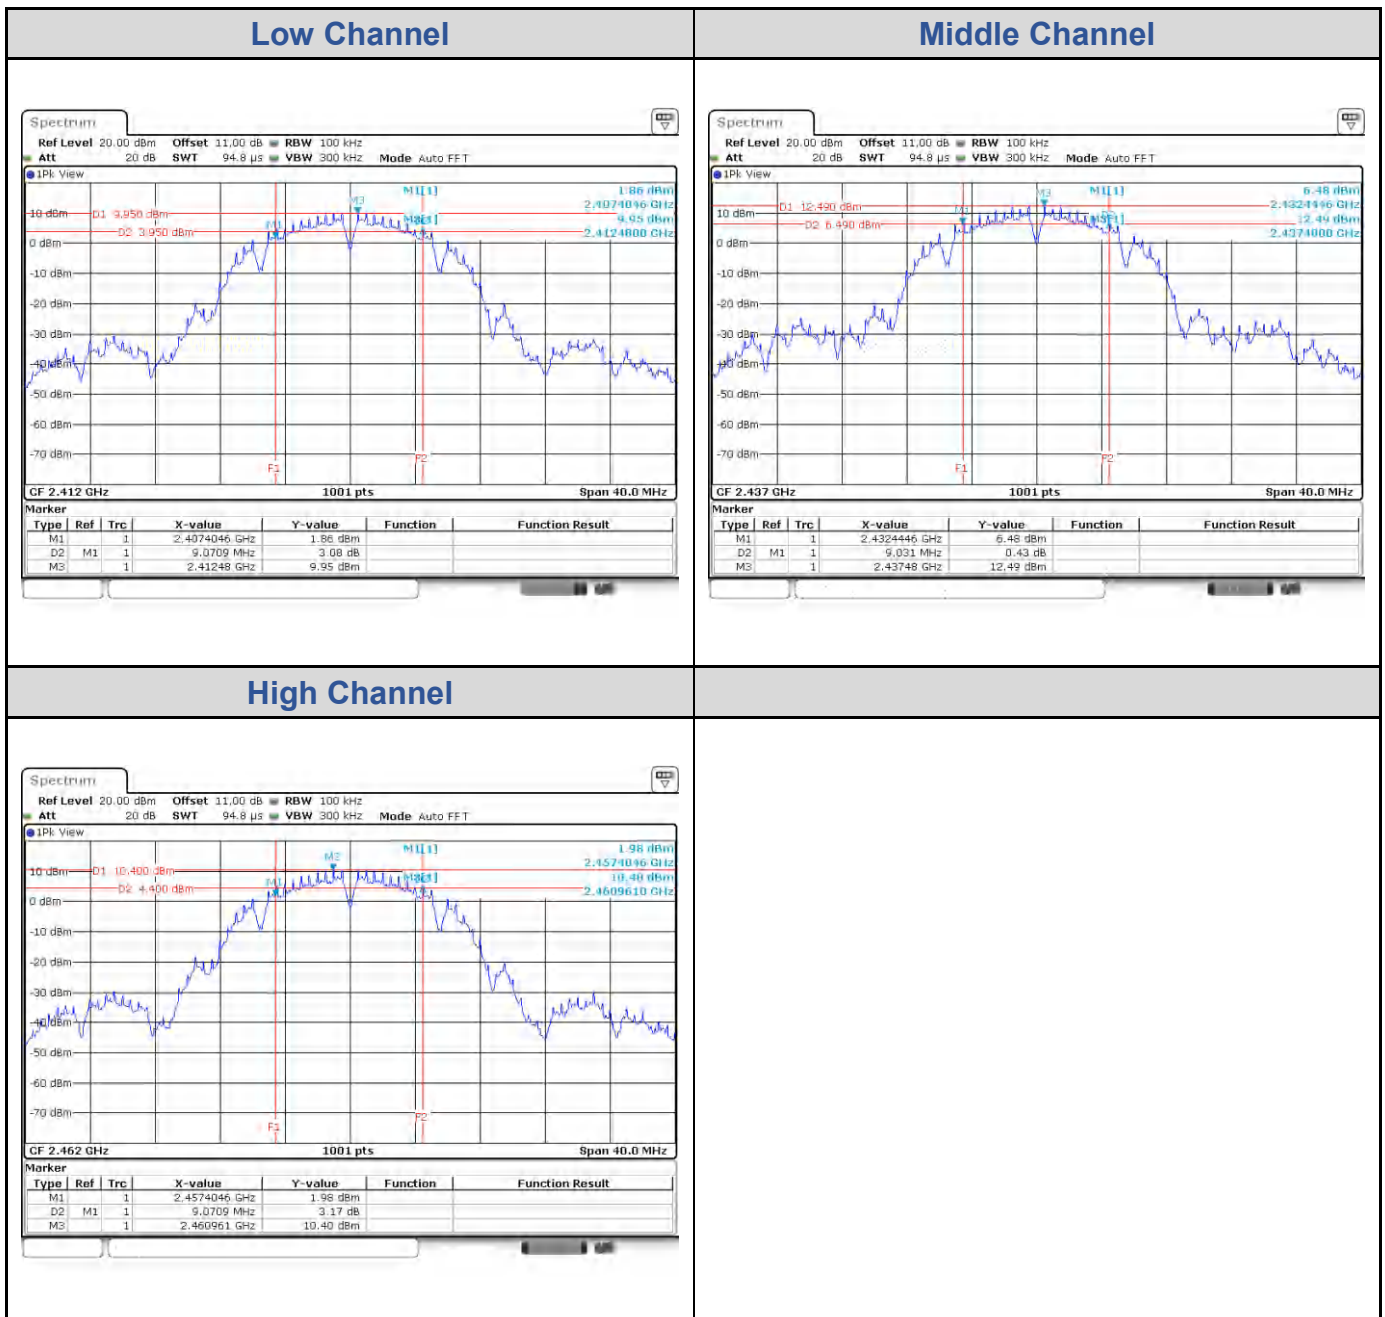 Low Channel
Middle Channel
Spectrum
Ref Level 20.00 dBm Offset 11.00 dB RBW 100 kHz
Att 20 dB SWT 94.8 µs VBW 300 kHz Mode Auto FFT
1Pk View
M1[1] 1.86 dBm
2.4074046 GHz
M3[1] 9.95 dBm
2.4124800 GHz
M3
M1
10 dBm
D1 9.950 dBm
D2 3.950 dBm
0 dBm
-10 dBm
-20 dBm
-30 dBm
-40 dBm
-50 dBm
-60 dBm
-70 dBm
F1
F2
CF 2.412 GHz 1001 pts Span 40.0 MHz
Marker
Type Ref Trc X-value Y-value Function Function Result
M1 1 2.4074046 GHz 1.86 dBm
D2 M1 1 9.0709 MHz 3.08 dB
M3 1 2.41248 GHz 9.95 dBm
Spectrum
Ref Level 20.00 dBm Offset 11.00 dB RBW 100 kHz
Att 20 dB SWT 94.8 µs VBW 300 kHz Mode Auto FFT
1Pk View
M1[1] 6.48 dBm
2.4324446 GHz
M3[1] 12.49 dBm
2.4374800 GHz
M3
M1
10 dBm
D1 12.490 dBm
D2 6.490 dBm
0 dBm
-10 dBm
-20 dBm
-30 dBm
-40 dBm
-50 dBm
-60 dBm
-70 dBm
F1
F2
CF 2.437 GHz 1001 pts Span 40.0 MHz
Marker
Type Ref Trc X-value Y-value Function Function Result
M1 1 2.4324446 GHz 6.48 dBm
D2 M1 1 9.031 MHz 0.43 dB
M3 1 2.43748 GHz 12.49 dBm
High Channel
Spectrum
Ref Level 20.00 dBm Offset 11.00 dB RBW 100 kHz
Att 20 dB SWT 94.8 µs VBW 300 kHz Mode Auto FFT
1Pk View
M1[1] 1.98 dBm
2.4574046 GHz
M3[1] 10.40 dBm
2.4609610 GHz
M1
10 dBm
D1 10.400 dBm
D2 4.400 dBm
0 dBm
-10 dBm
-20 dBm
-30 dBm
-40 dBm
-50 dBm
-60 dBm
-70 dBm
F1
F2
CF 2.462 GHz 1001 pts Span 40.0 MHz
Marker
Type Ref Trc X-value Y-value Function Function Result
M1 1 2.4574046 GHz 1.98 dBm
D2 M1 1 9.0709 MHz 3.17 dB
M3 1 2.460961 GHz 10.40 dBm